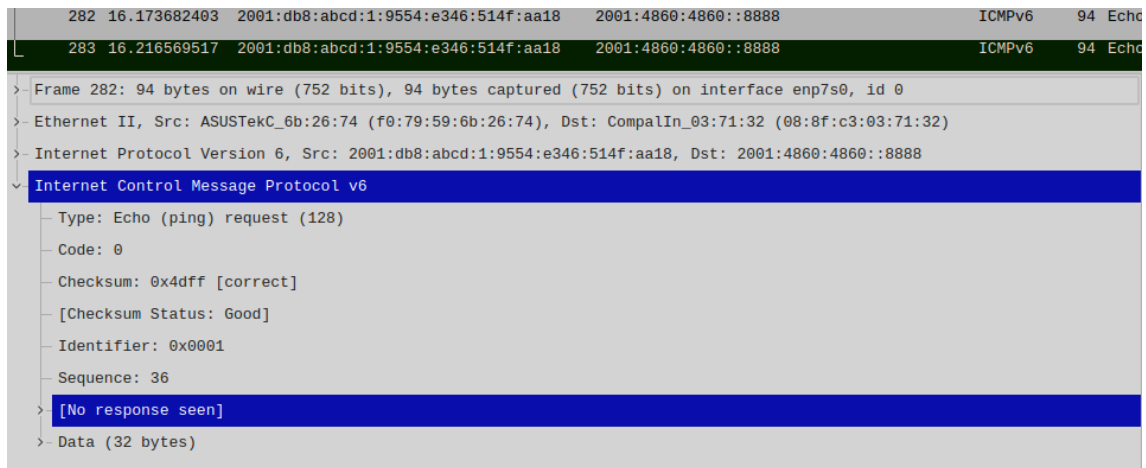 282 16.173682403 2001:db8:abcd:1:9554:e346:514f:aa18 2001:4860:4860::8888 ICMPv6 94 Echo
283 16.216569517 2001:db8:abcd:1:9554:e346:514f:aa18 2001:4860:4860::8888 ICMPv6 94 Echo
Frame 282: 94 bytes on wire (752 bits), 94 bytes captured (752 bits) on interface enp7s0, id 0
Ethernet II, Src: ASUSTekC_6b:26:74 (f0:79:59:6b:26:74), Dst: CompalIn_03:71:32 (08:8f:c3:03:71:32)
Internet Protocol Version 6, Src: 2001:db8:abcd:1:9554:e346:514f:aa18, Dst: 2001:4860:4860::8888
Internet Control Message Protocol v6
Type: Echo (ping) request (128)
Code: 0
Checksum: 0x4dff [correct]
[Checksum Status: Good]
Identifier: 0x0001
Sequence: 36
[No response seen]
Data (32 bytes)